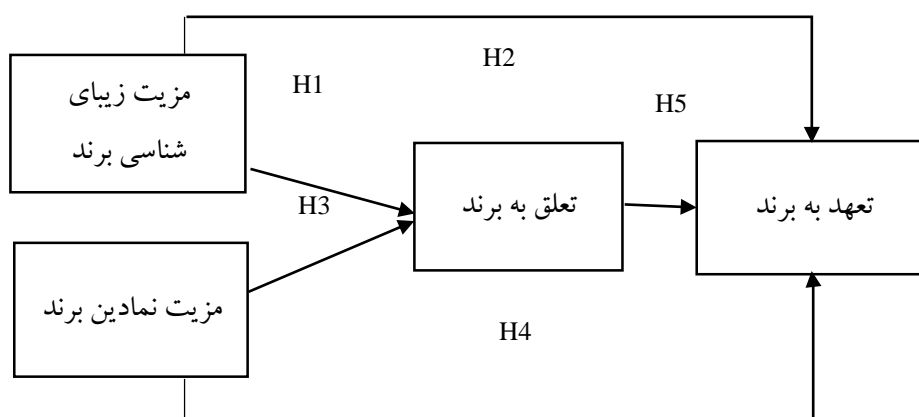 H2
H1
مزیت زیبای
شناسی برند
H5
تعلق به برند
تعهد به برند
H3
مزیت نمادین برند
H4